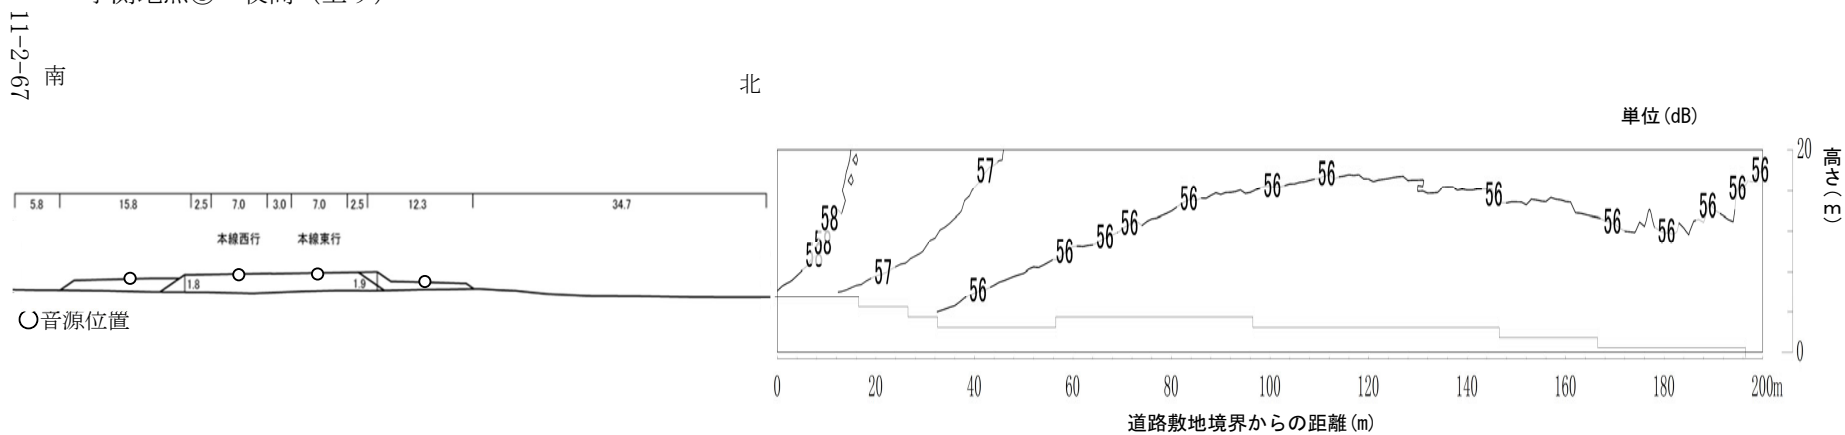 11-2-67
南
北
単位(dB)
5.8 15.8 2.5 7.0 3.0 7.0 2.5 12.3 34.7
本線西行 本線東行
1.8 1.9
○音源位置
58 58 58
57 57
56 56 56 56 56 56 56 56 56 56 56 56 56
20
高さ(m)
0
0 20 40 60 80 100 120 140 160 180 200m
道路敷地境界からの距離(m)